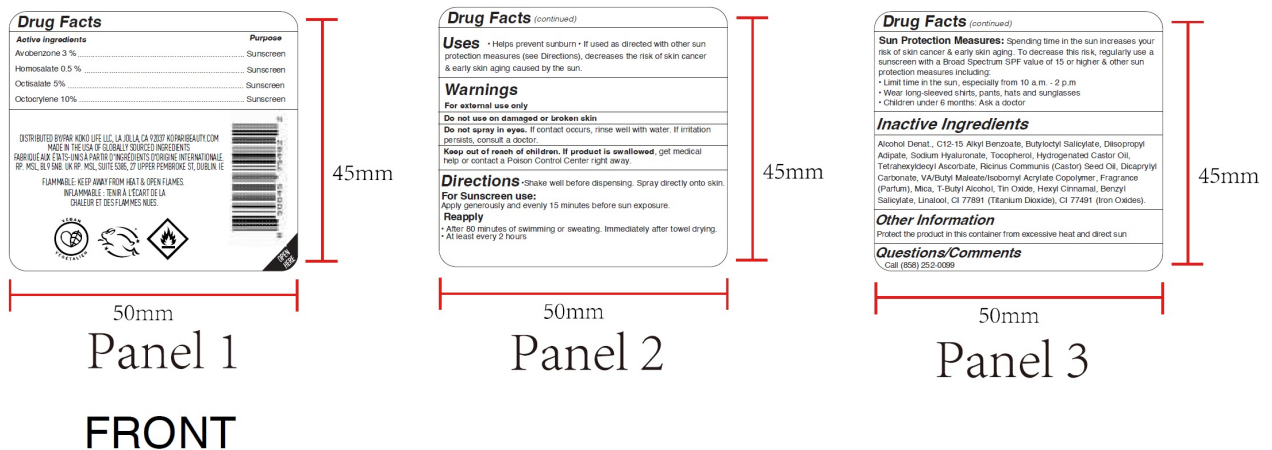 Drug Facts
Active ingredients Purpose
Avobenzone 3 % Sunscreen
Homosalate 0.5 % Sunscreen
Octisalate 5% Sunscreen
Octocrylene 10% Sunscreen
DISTRIBUTED BY/PAR KOKO LIFE LLC, LA JOLLA, CA 92037 KOPARIBEAUTY.COM
MADE IN THE USA OF GLOBALLY SOURCED INGREDIENTS
FABRIQUÉ AUX ÉTATS-UNIS À PARTIR D'INGRÉDIENTS D'ORIGINE INTERNATIONALE.
RP. MSL, BL9 5NB. UK RP. MSL, SUITE 5385, 27 UPPER PEMBROKE ST, DUBLIN. IE
FLAMMABLE: KEEP AWAY FROM HEAT & OPEN FLAMES.
INFLAMMABLE : TENIR À L'ÉCART DE LA
CHALEUR ET DES FLAMMES NUES.
VEGAN
VEGETALIEN
OPEN
HERE
45mm
50mm
Panel 1
FRONT
Drug Facts (continued)
Uses • Helps prevent sunburn • If used as directed with other sun
protection measures (see Directions), decreases the risk of skin cancer
& early skin aging caused by the sun.
Warnings
For external use only
Do not use on damaged or broken skin
Do not spray in eyes. If contact occurs, rinse well with water. If irritation
persists, consult a doctor.
Keep out of reach of children. If product is swallowed, get medical
help or contact a Poison Control Center right away.
Directions •Shake well before dispensing. Spray directly onto skin.
For Sunscreen use:
Apply generously and evenly 15 minutes before sun exposure.
Reapply
• After 80 minutes of swimming or sweating. Immediately after towel drying.
• At least every 2 hours
45mm
50mm
Panel 2
Drug Facts (continued)
Sun Protection Measures: Spending time in the sun increases your
risk of skin cancer & early skin aging. To decrease this risk, regularly use a
sunscreen with a Broad Spectrum SPF value of 15 or higher & other sun
protection measures including:
• Limit time in the sun, especially from 10 a.m. - 2 p.m
• Wear long-sleeved shirts, pants, hats and sunglasses
• Children under 6 months: Ask a doctor
Inactive Ingredients
Alcohol Denat., C12-15 Alkyl Benzoate, Butyloctyl Salicylate, Diisopropyl
Adipate, Sodium Hyaluronate, Tocopherol, Hydrogenated Castor Oil,
Tetrahexyldecyl Ascorbate, Ricinus Communis (Castor) Seed Oil, Dicaprylyl
Carbonate, VA/Butyl Maleate/Isobornyl Acrylate Copolymer, Fragrance
(Parfum), Mica, T-Butyl Alcohol, Tin Oxide, Hexyl Cinnamal, Benzyl
Salicylate, Linalool, CI 77891 (Titanium Dioxide), CI 77491 (Iron Oxides).
Other Information
Protect the product in this container from excessive heat and direct sun
Questions/Comments
Call (858) 252-0099
45mm
50mm
Panel 3